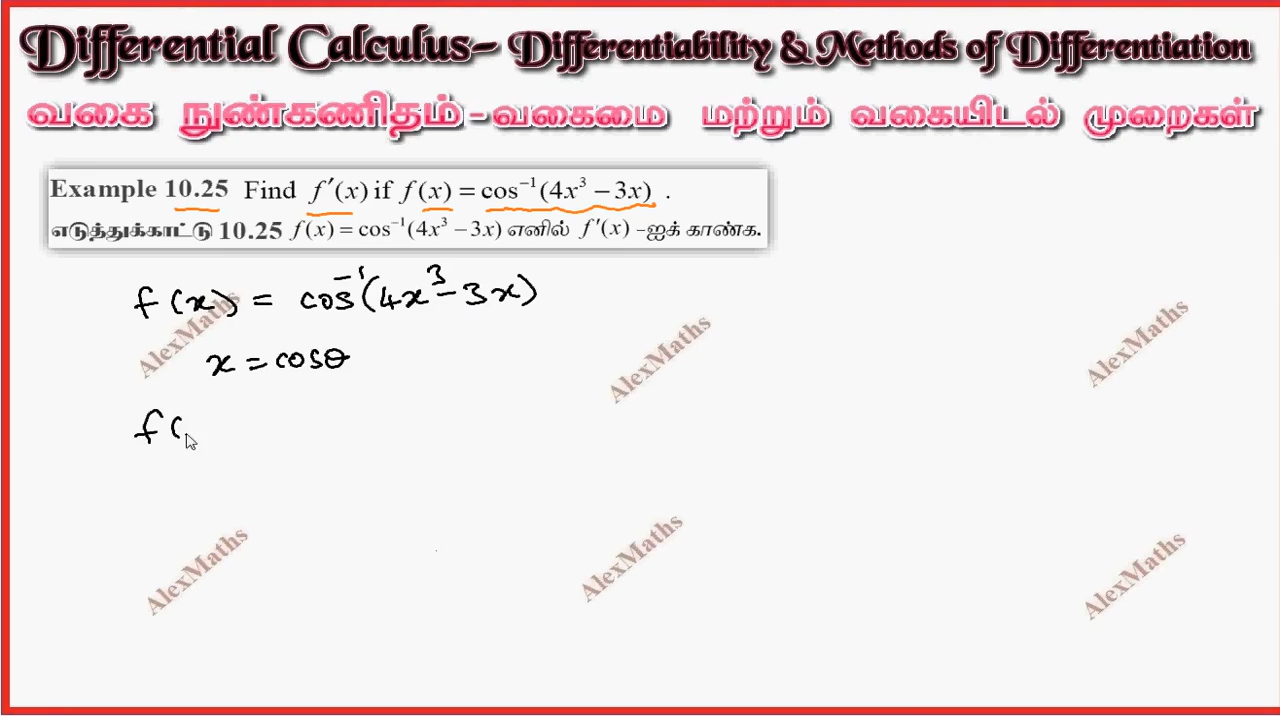 Differential Calculus- Differentiability & Methods of Differentiation
வகை நுண்கணிதம் - வகைமை மற்றும் வகையிடல் முறைகள்
Example 10.25 Find f′(x) if f(x) = cos⁻¹(4x³ − 3x) .
எடுத்துக்காட்டு 10.25 f(x) = cos⁻¹(4x³ − 3x) எனில் f′(x) -ஐக் காண்க.
f(x) = cos⁻¹(4x³ − 3x)
AlexMaths AlexMaths AlexMaths
x = cosθ
f(
AlexMaths AlexMaths AlexMaths